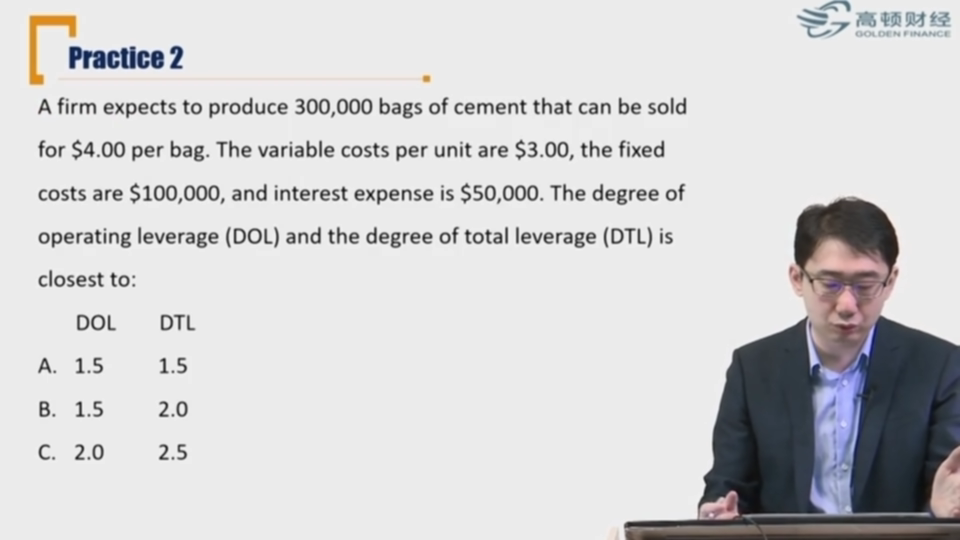 高顿财经
GOLDEN FINANCE
Practice 2
A firm expects to produce 300,000 bags of cement that can be sold
for $4.00 per bag. The variable costs per unit are $3.00, the fixed
costs are $100,000, and interest expense is $50,000. The degree of
operating leverage (DOL) and the degree of total leverage (DTL) is
closest to:
DOL DTL
A. 1.5 1.5
B. 1.5 2.0
C. 2.0 2.5